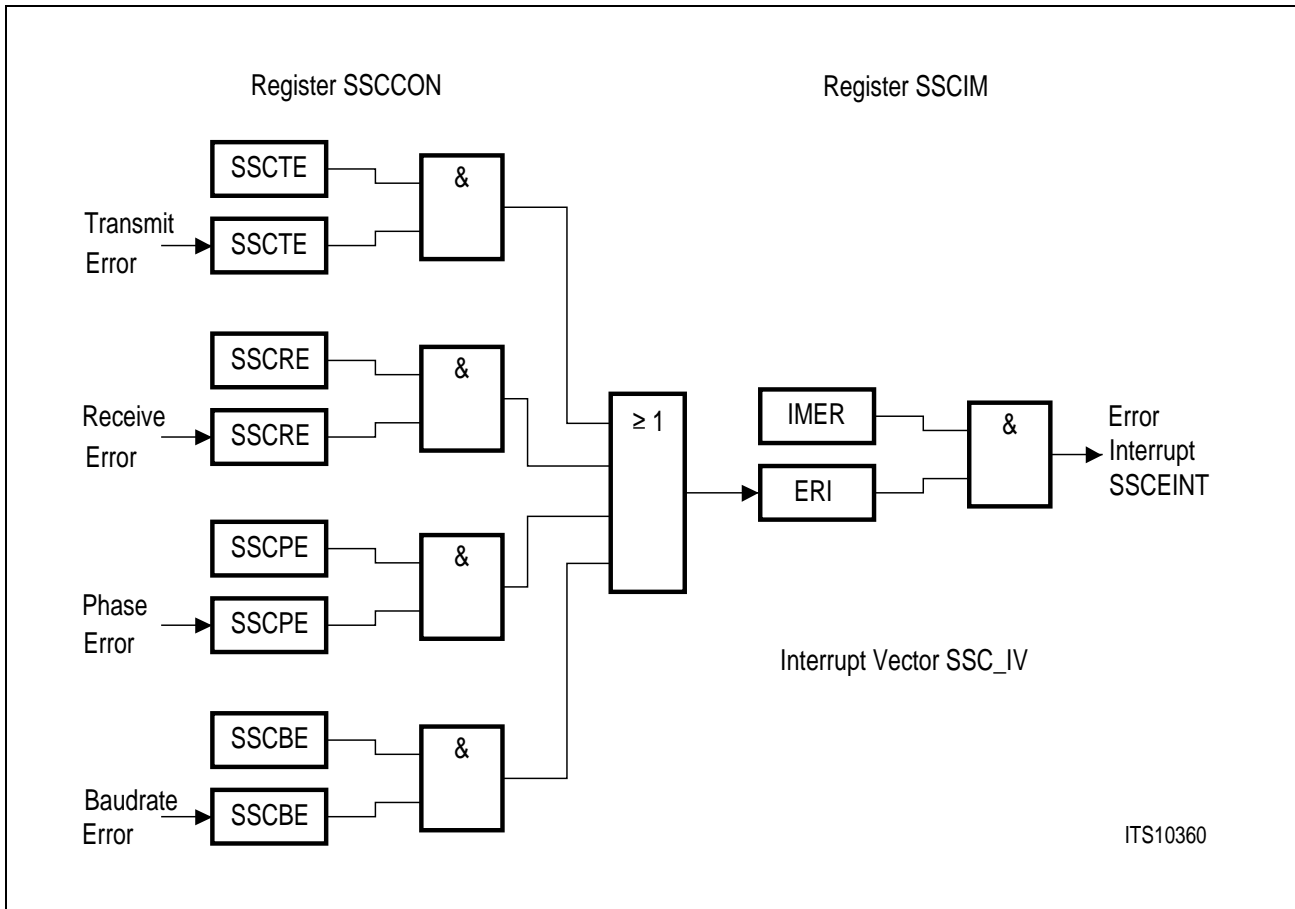 Register SSCCON
Register SSCIM
SSCTE
&
Transmit
Error
SSCTE
SSCRE
&
Receive
Error
SSCRE
≥ 1
IMER
&
Error
Interrupt
SSCEINT
ERI
SSCPE
&
Phase
Error
SSCPE
Interrupt Vector SSC_IV
SSCBE
&
Baudrate
Error
SSCBE
ITS10360